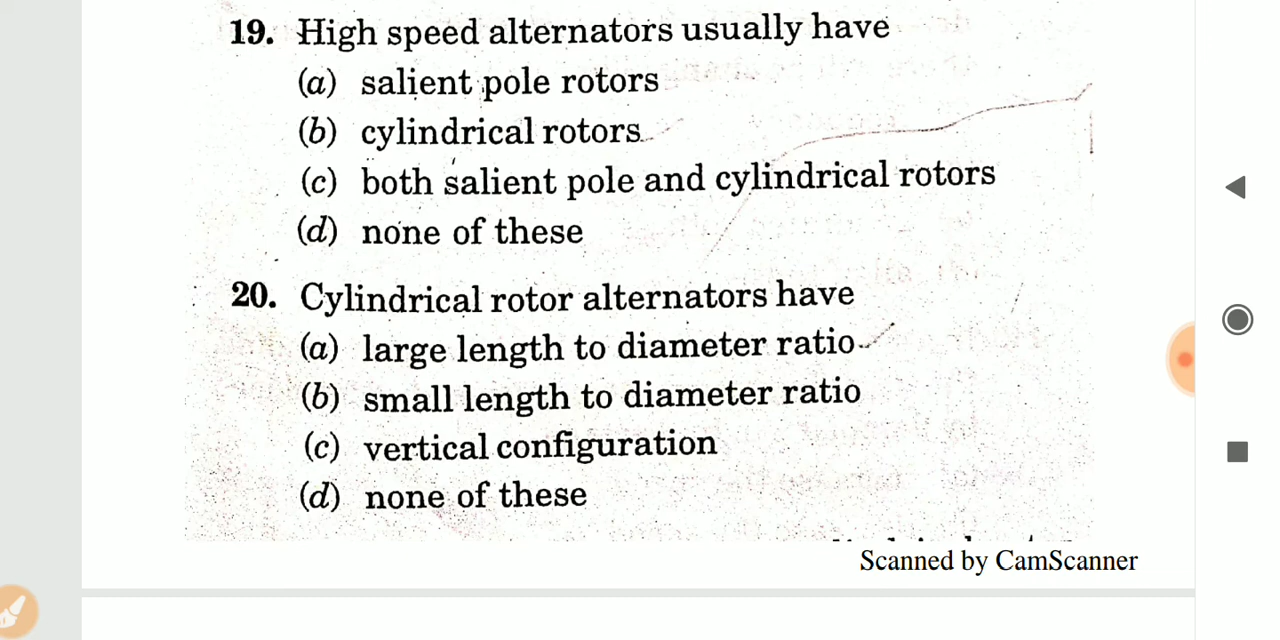 19. High speed alternators usually have
(a) salient pole rotors
(b) cylindrical rotors
(c) both salient pole and cylindrical rotors
(d) none of these
20. Cylindrical rotor alternators have
(a) large length to diameter ratio
(b) small length to diameter ratio
(c) vertical configuration
(d) none of these
Scanned by CamScanner